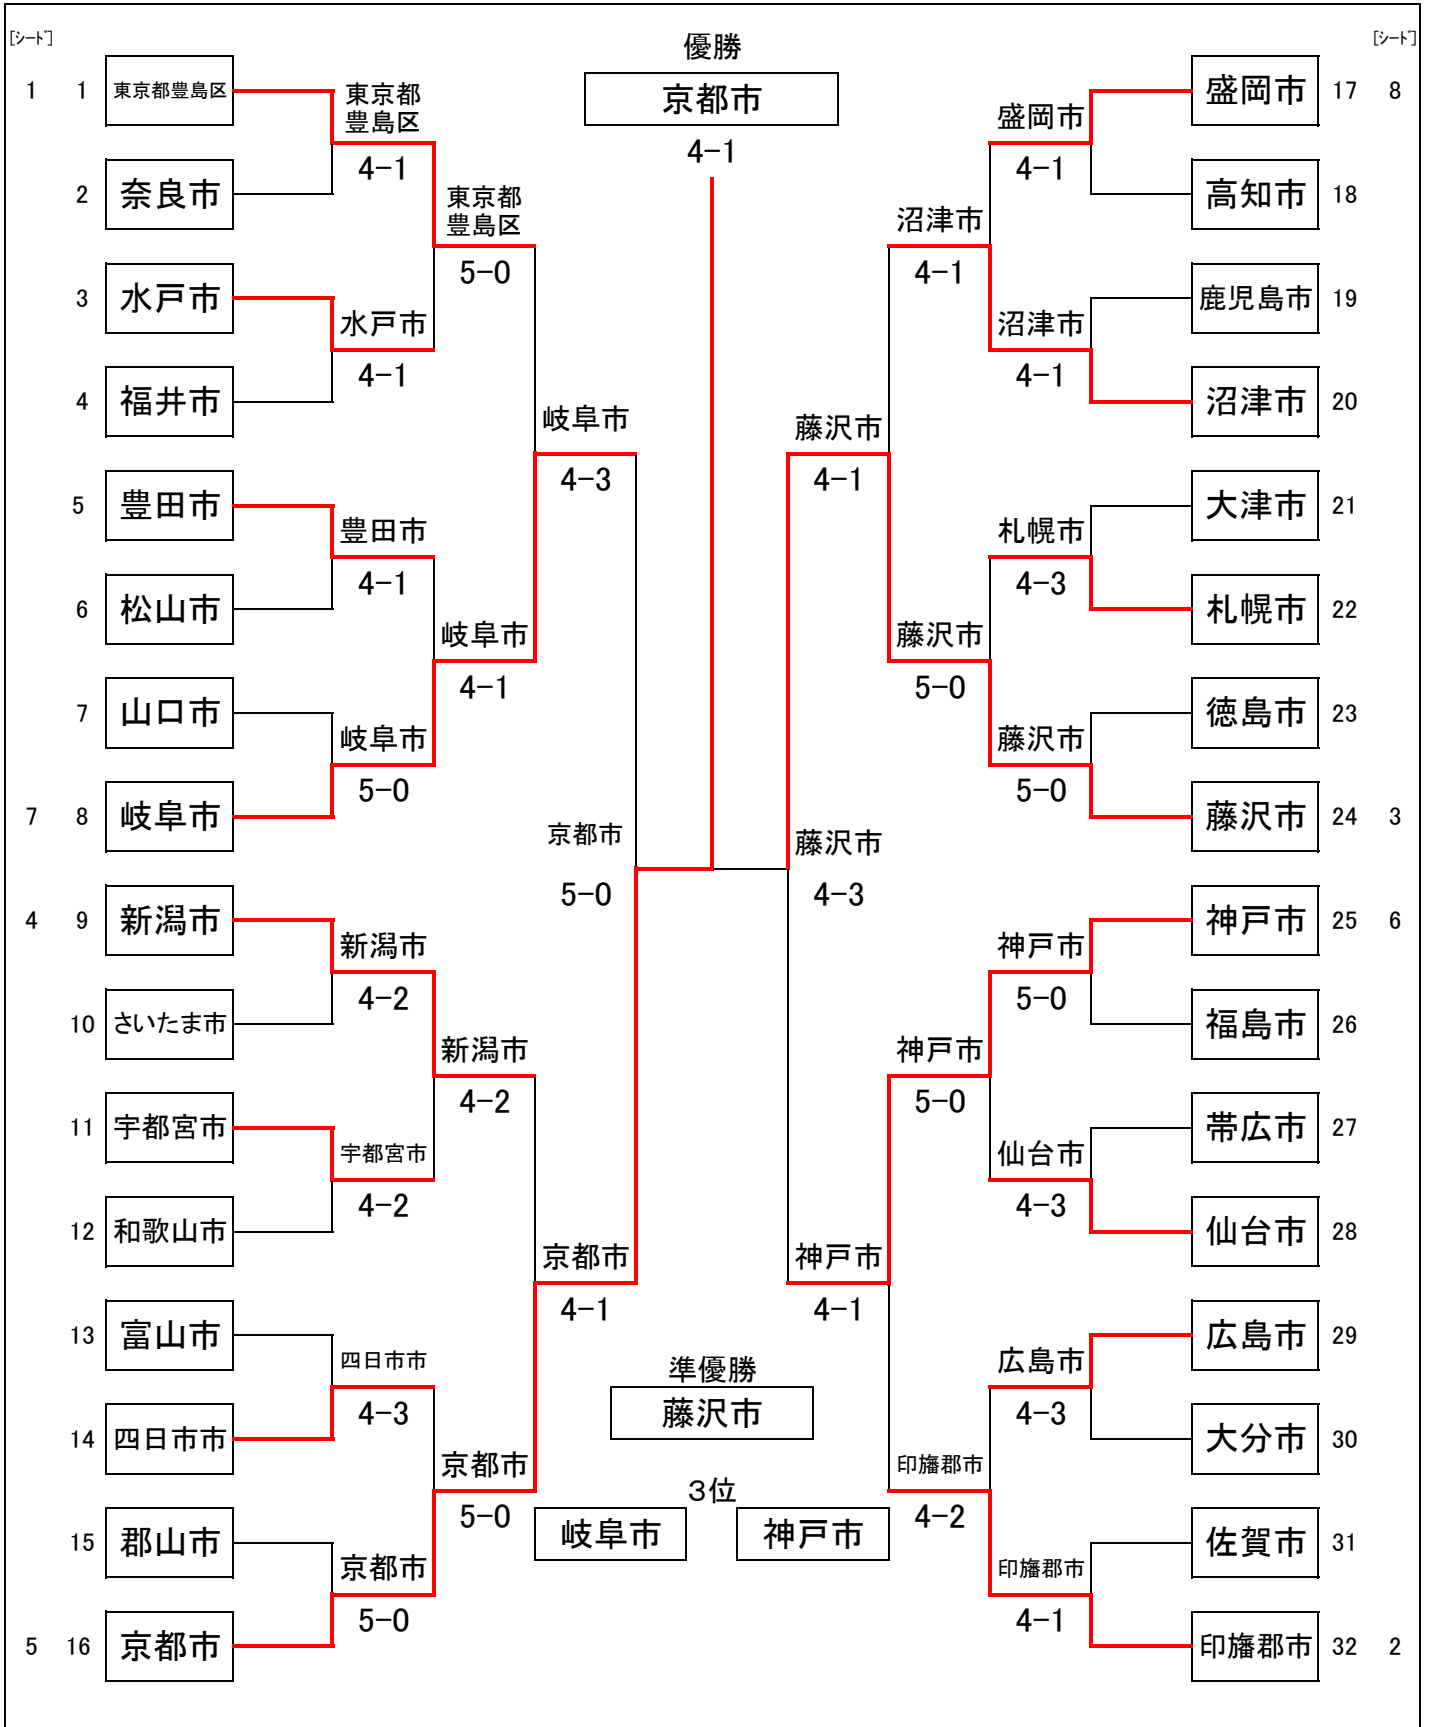 [シード]
[シード]
優勝
京都市
4-1
1 1 東京都豊島区
2 奈良市
3 水戸市
4 福井市
5 豊田市
6 松山市
7 山口市
7 8 岐阜市
4 9 新潟市
10 さいたま市
11 宇都宮市
12 和歌山市
13 富山市
14 四日市市
15 郡山市
5 16 京都市
東京都
豊島区
4-1
水戸市
4-1
豊田市
4-1
岐阜市
5-0
新潟市
4-2
宇都宮市
4-2
四日市市
4-3
京都市
5-0
東京都
豊島区
5-0
岐阜市
4-1
新潟市
4-2
京都市
5-0
岐阜市
4-3
京都市
4-1
京都市
5-0
藤沢市
4-3
藤沢市
4-1
神戸市
4-1
沼津市
4-1
藤沢市
5-0
神戸市
5-0
印旛郡市
4-2
盛岡市
4-1
沼津市
4-1
札幌市
4-3
藤沢市
5-0
神戸市
5-0
仙台市
4-3
広島市
4-3
印旛郡市
4-1
盛岡市 17 8
高知市 18
鹿児島市 19
沼津市 20
大津市 21
札幌市 22
徳島市 23
藤沢市 24 3
神戸市 25 6
福島市 26
帯広市 27
仙台市 28
広島市 29
大分市 30
佐賀市 31
印旛郡市 32 2
準優勝
藤沢市
３位
岐阜市
神戸市